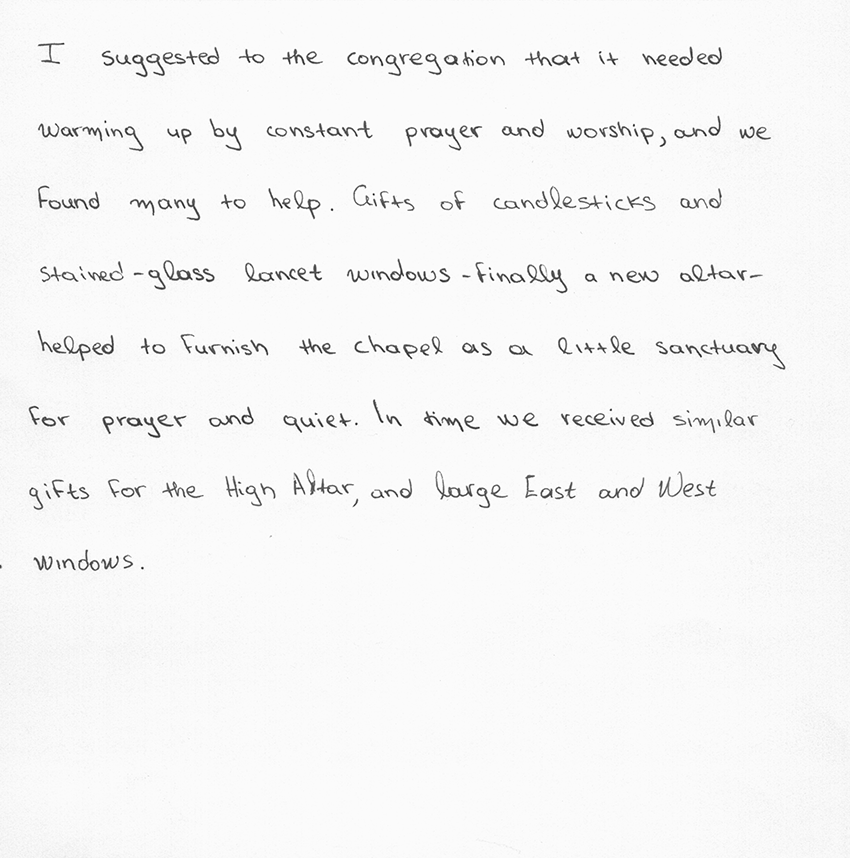 I suggested to the congregation that it needed
warming up by constant prayer and worship, and we
found many to help. Gifts of candlesticks and
stained-glass lancet windows - finally a new altar-
helped to furnish the chapel as a little sanctuary
for prayer and quiet. In time we received similar
gifts for the High Altar, and large East and West
windows.